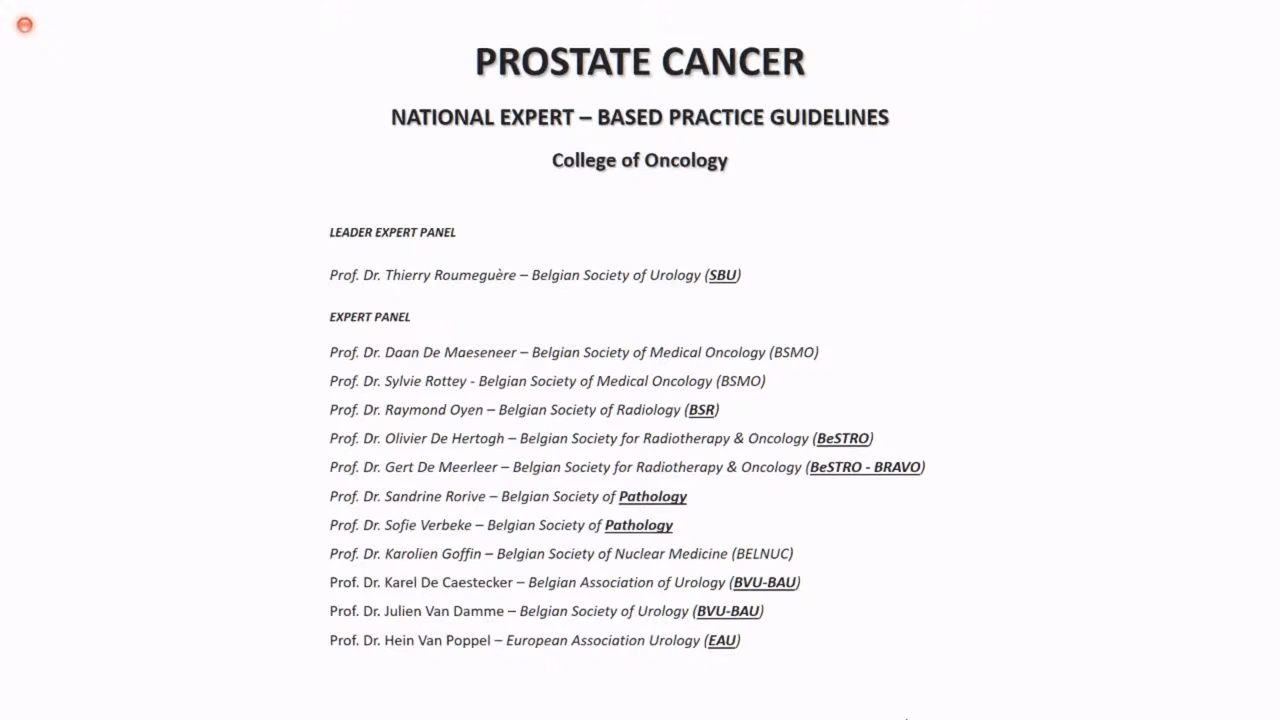 PROSTATE CANCER
NATIONAL EXPERT – BASED PRACTICE GUIDELINES
College of Oncology
LEADER EXPERT PANEL
Prof. Dr. Thierry Roumeguère – Belgian Society of Urology (SBU)
EXPERT PANEL
Prof. Dr. Daan De Maeseneer – Belgian Society of Medical Oncology (BSMO)
Prof. Dr. Sylvie Rottey - Belgian Society of Medical Oncology (BSMO)
Prof. Dr. Raymond Oyen – Belgian Society of Radiology (BSR)
Prof. Dr. Olivier De Hertogh – Belgian Society for Radiotherapy & Oncology (BeSTRO)
Prof. Dr. Gert De Meerleer – Belgian Society for Radiotherapy & Oncology (BeSTRO - BRAVO)
Prof. Dr. Sandrine Rorive – Belgian Society of Pathology
Prof. Dr. Sofie Verbeke – Belgian Society of Pathology
Prof. Dr. Karolien Goffin – Belgian Society of Nuclear Medicine (BELNUC)
Prof. Dr. Karel De Caestecker – Belgian Association of Urology (BVU-BAU)
Prof. Dr. Julien Van Damme – Belgian Society of Urology (BVU-BAU)
Prof. Dr. Hein Van Poppel – European Association Urology (EAU)